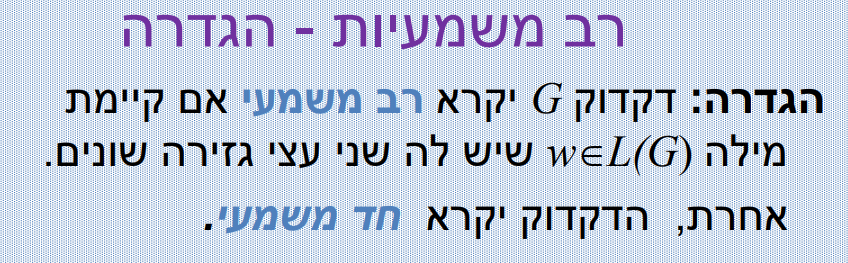 רב משמעיות - הגדרה
הגדרה: דקדוק G יקרא רב משמעי אם קיימת
מילה w∈L(G) שיש לה שני עצי גזירה שונים.
אחרת, הדקדוק יקרא חד משמעי.